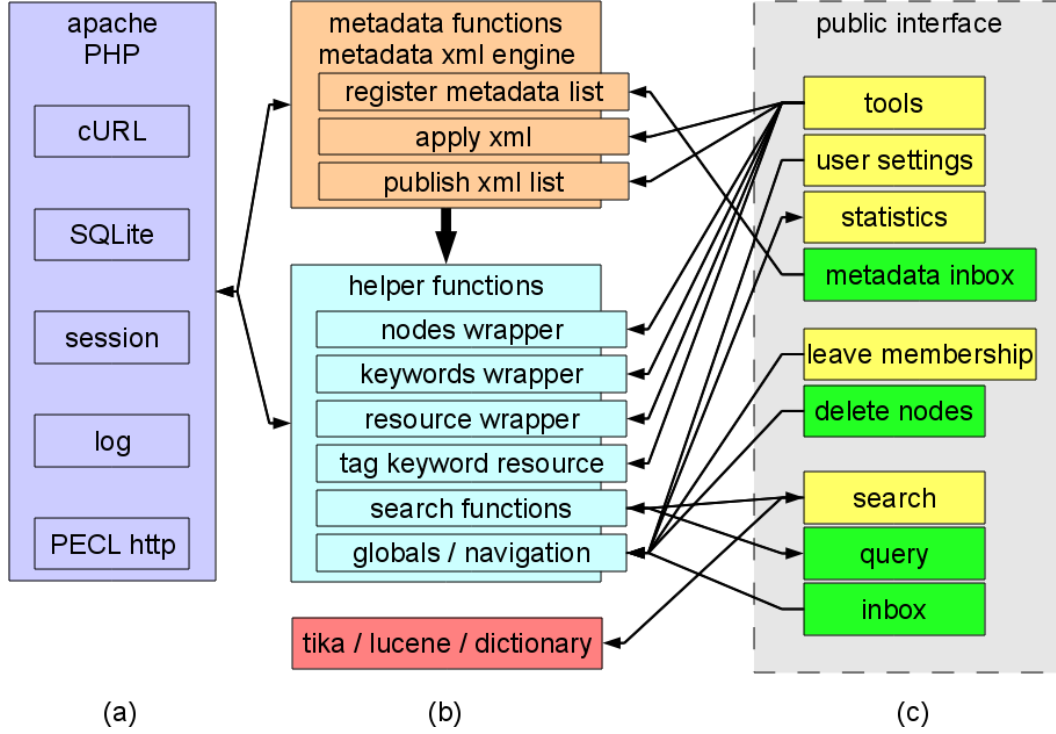 apache
PHP
cURL
SQLite
session
log
PECL http
(a)
metadata functions
metadata xml engine
register metadata list
apply xml
publish xml list
helper functions
nodes wrapper
keywords wrapper
resource wrapper
tag keyword resource
search functions
globals / navigation
tika / lucene / dictionary
(b)
public interface
tools
user settings
statistics
metadata inbox
leave membership
delete nodes
search
query
inbox
(c)